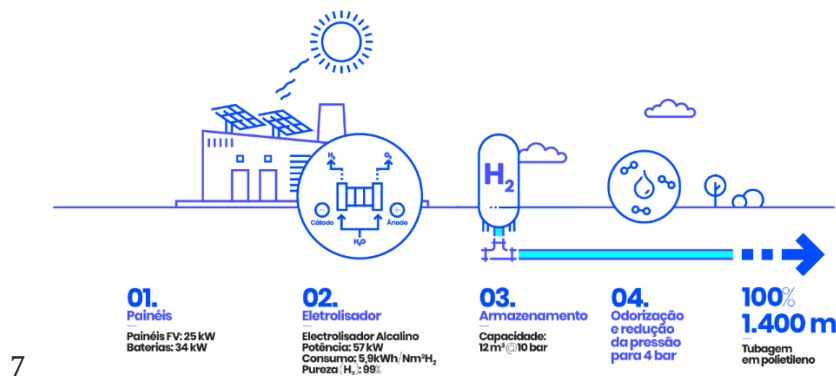 H₂
O₂
Cátodo
Ânodo
H₂O
H₂
01.
Painéis
Painéis FV: 25 kW
Baterias: 34 kW
02.
Eletrolisador
Electrolisador Alcalino
Potência: 57 kW
Consumo: 5,9kWh/Nm³H₂
Pureza (H₂): 99%
03.
Armazenamento
Capacidade:
12 m³@10 bar
04.
Odorização
e redução
da pressão
para 4 bar
100%
1.400 m
Tubagem
em polietileno
7